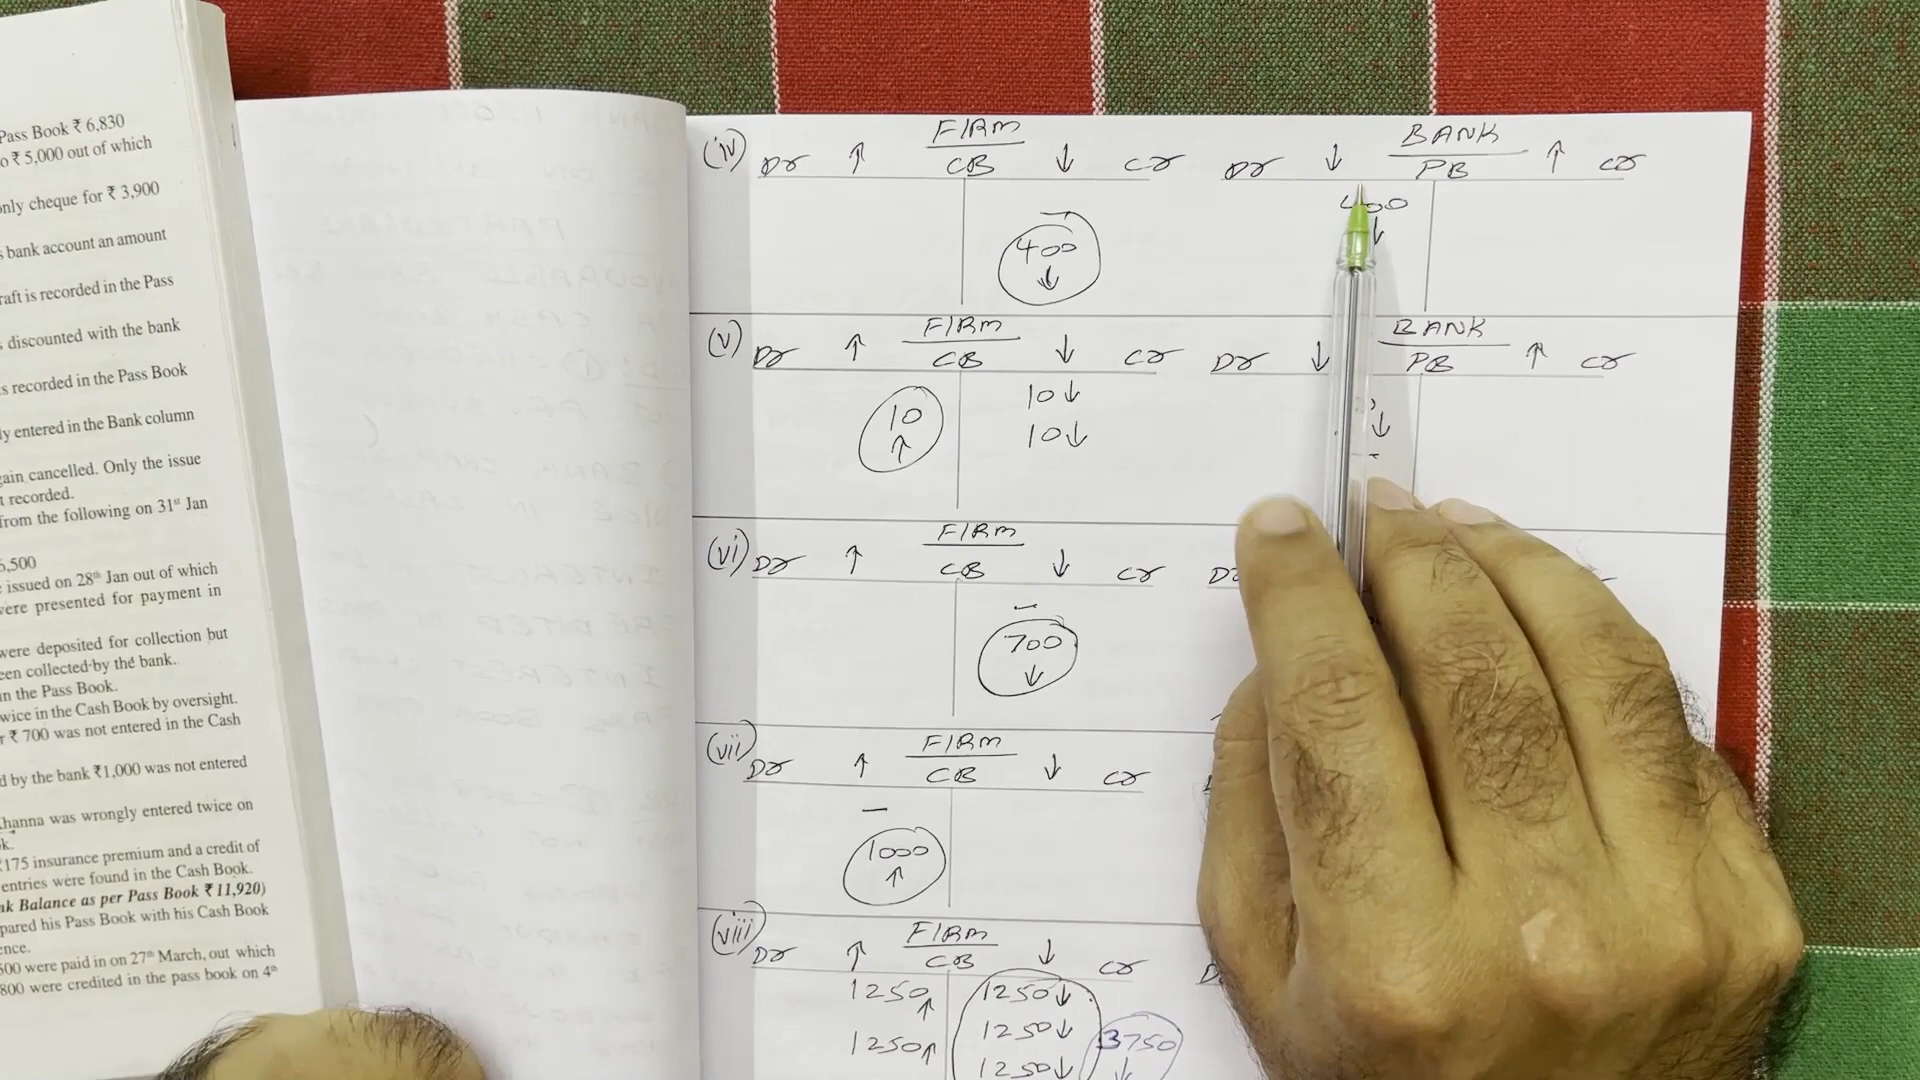 Pass Book ₹ 6,830
₹ 5,000 out of which
only cheque for ₹ 3,900
bank account an amount
is recorded in the Pass
discounted with the bank
recorded in the Pass Book
entered in the Bank column
cancelled. Only the issue
t recorded.
from the following on 31st Jan
issued on 28th Jan out of which
were presented for payment in
were deposited for collection but
een collected by the bank.
in the Pass Book.
twice in the Cash Book by oversight.
₹ 700 was not entered in the Cash
d by the bank ₹1,000 was not entered
Khanna was wrongly entered twice on
k.
₹175 insurance premium and a credit of
entries were found in the Cash Book.
nk Balance as per Pass Book ₹ 11,920)
pared his Pass Book with his Cash Book
ence.
500 were paid in on 27th March, out which
800 were credited in the pass book on 4th
(iv) Dr ↑ FIRM CB ↓ Cr Dr ↓ BANK PB ↑ Cr
400 ↓
400 ↓
(v) Dr ↑ FIRM CB ↓ Cr Dr ↓ BANK PB ↑ Cr
10 ↑ 10↓
10↓
(vi) Dr ↑ FIRM CB ↓ Cr
700 ↓
(vii) Dr ↑ FIRM CB ↓ Cr
1000 ↑
(viii) Dr ↑ FIRM CB ↓ Cr
1250↑ 1250↓
1250↑ 1250↓ 3750 ↓
1250↓